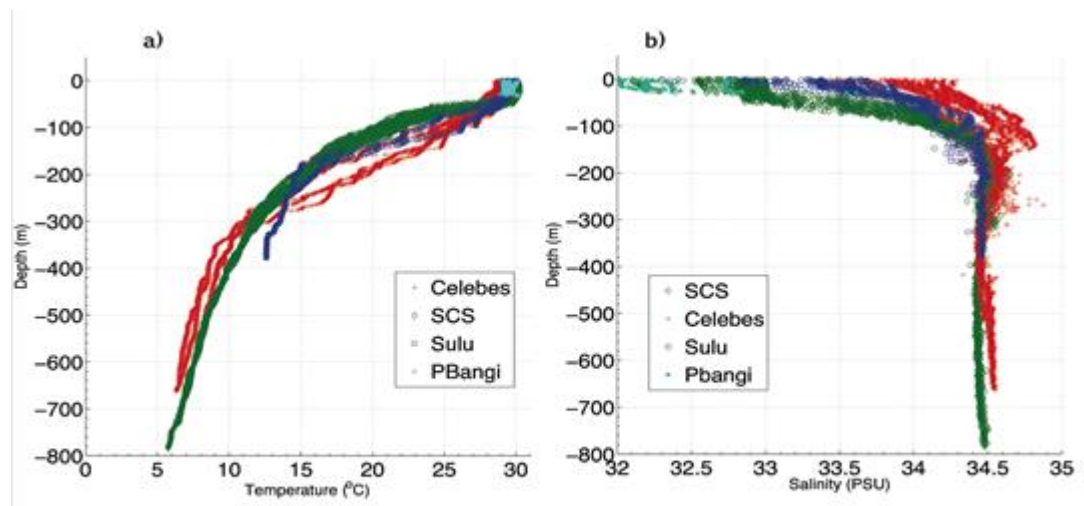 a)
0
−100
−200
−300
−400
−500
−600
−700
−800
Depth (m)
0 5 10 15 20 25 30
Temperature (⁰C)
Celebes
SCS
Sulu
PBangi
b)
0
−100
−200
−300
−400
−500
−600
−700
−800
Depth (m)
32 32.5 33 33.5 34 34.5 35
Salinity (PSU)
SCS
Celebes
Sulu
Pbangi